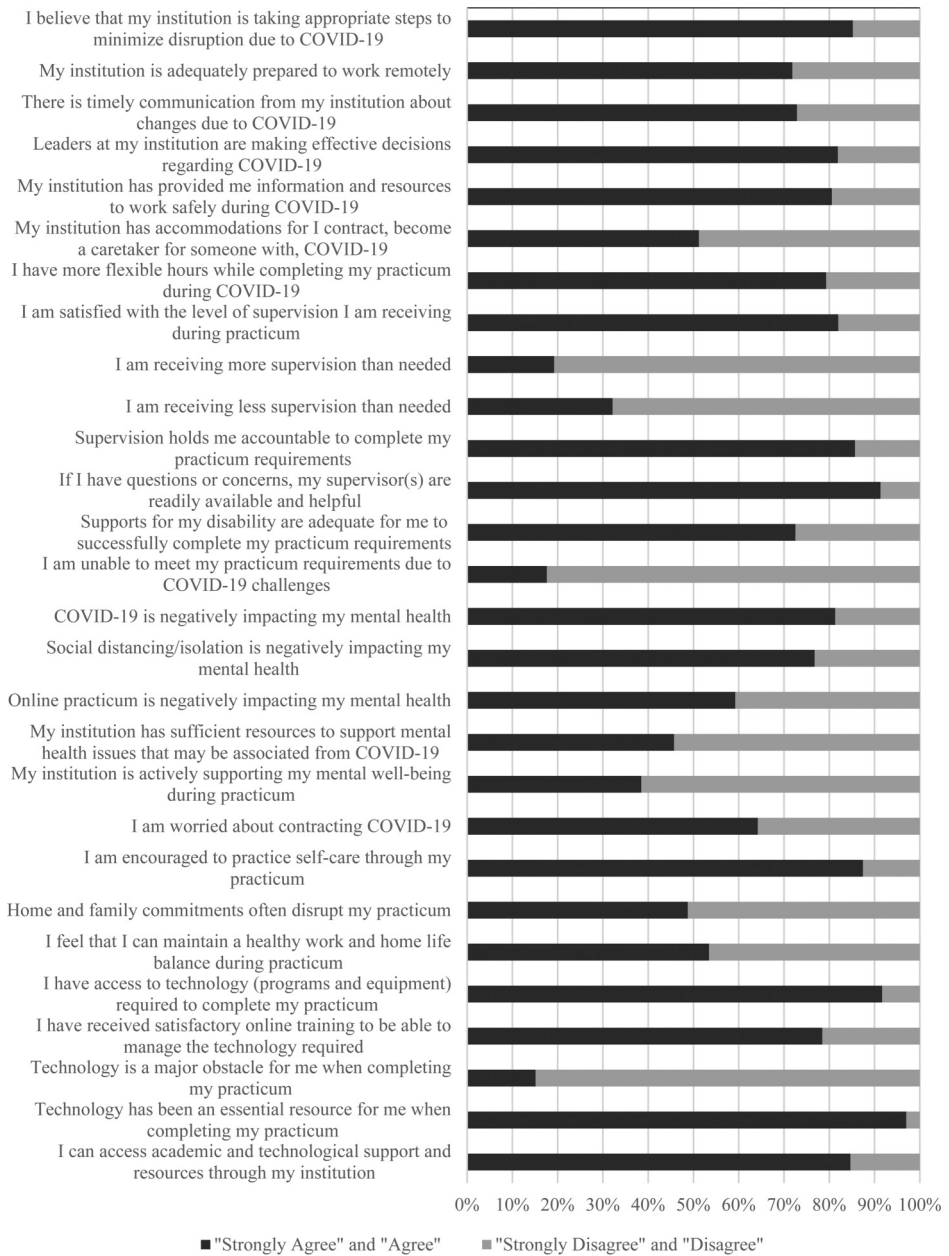 I believe that my institution is taking appropriate steps to
minimize disruption due to COVID-19
My institution is adequately prepared to work remotely
There is timely communication from my institution about
changes due to COVID-19
Leaders at my institution are making effective decisions
regarding COVID-19
My institution has provided me information and resources
to work safely during COVID-19
My institution has accommodations for I contract, become
a caretaker for someone with, COVID-19
I have more flexible hours while completing my practicum
during COVID-19
I am satisfied with the level of supervision I am receiving
during practicum
I am receiving more supervision than needed
I am receiving less supervision than needed
Supervision holds me accountable to complete my
practicum requirements
If I have questions or concerns, my supervisor(s) are
readily available and helpful
Supports for my disability are adequate for me to
successfully complete my practicum requirements
I am unable to meet my practicum requirements due to
COVID-19 challenges
COVID-19 is negatively impacting my mental health
Social distancing/isolation is negatively impacting my
mental health
Online practicum is negatively impacting my mental health
My institution has sufficient resources to support mental
health issues that may be associated from COVID-19
My institution is actively supporting my mental well-being
during practicum
I am worried about contracting COVID-19
I am encouraged to practice self-care through my
practicum
Home and family commitments often disrupt my practicum
I feel that I can maintain a healthy work and home life
balance during practicum
I have access to technology (programs and equipment)
required to complete my practicum
I have received satisfactory online training to be able to
manage the technology required
Technology is a major obstacle for me when completing
my practicum
Technology has been an essential resource for me when
completing my practicum
I can access academic and technological support and
resources through my institution
0% 10% 20% 30% 40% 50% 60% 70% 80% 90% 100%
"Strongly Agree" and "Agree" "Strongly Disagree" and "Disagree"